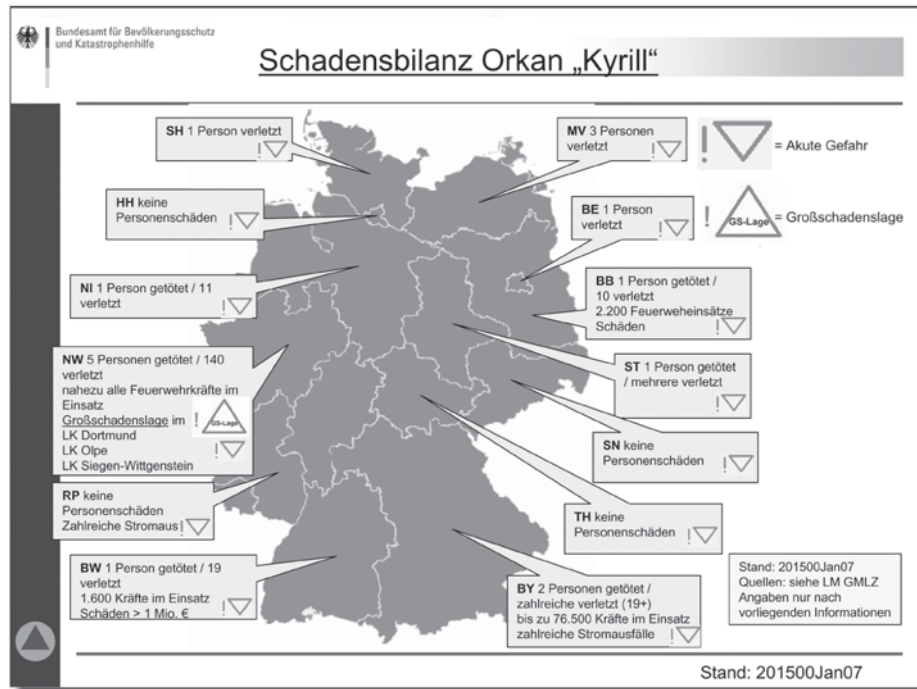 Bundesamt für Bevölkerungsschutz
und Katastrophenhilfe
Schadensbilanz Orkan „Kyrill“
SH 1 Person verletzt
!
MV 3 Personen
verletzt
!
! = Akute Gefahr
HH keine
Personenschäden
!
BE 1 Person
verletzt
!
! GS-Lage = Großschadenslage
NI 1 Person getötet / 11
verletzt
!
BB 1 Person getötet /
10 verletzt
2.200 Feuerweheinsätze
Schäden
!
NW 5 Personen getötet / 140
verletzt
nahezu alle Feuerwehrkräfte im
Einsatz
Großschadenslage im
LK Dortmund
LK Olpe
LK Siegen-Wittgenstein
! GS-Lage
!
ST 1 Person getötet
/ mehrere verletzt
!
SN keine
Personenschäden
!
RP keine
Personenschäden
Zahlreiche Stromaus
!
TH keine
Personenschäden
!
BW 1 Person getötet / 19
verletzt
1.600 Kräfte im Einsatz
Schäden > 1 Mio. €
!
BY 2 Personen getötet /
zahlreiche verletzt (19+)
bis zu 76.500 Kräfte im Einsatz
zahlreiche Stromausfälle
!
Stand: 201500Jan07
Quellen: siehe LM GMLZ
Angaben nur nach
vorliegenden Informationen
Stand: 201500Jan07